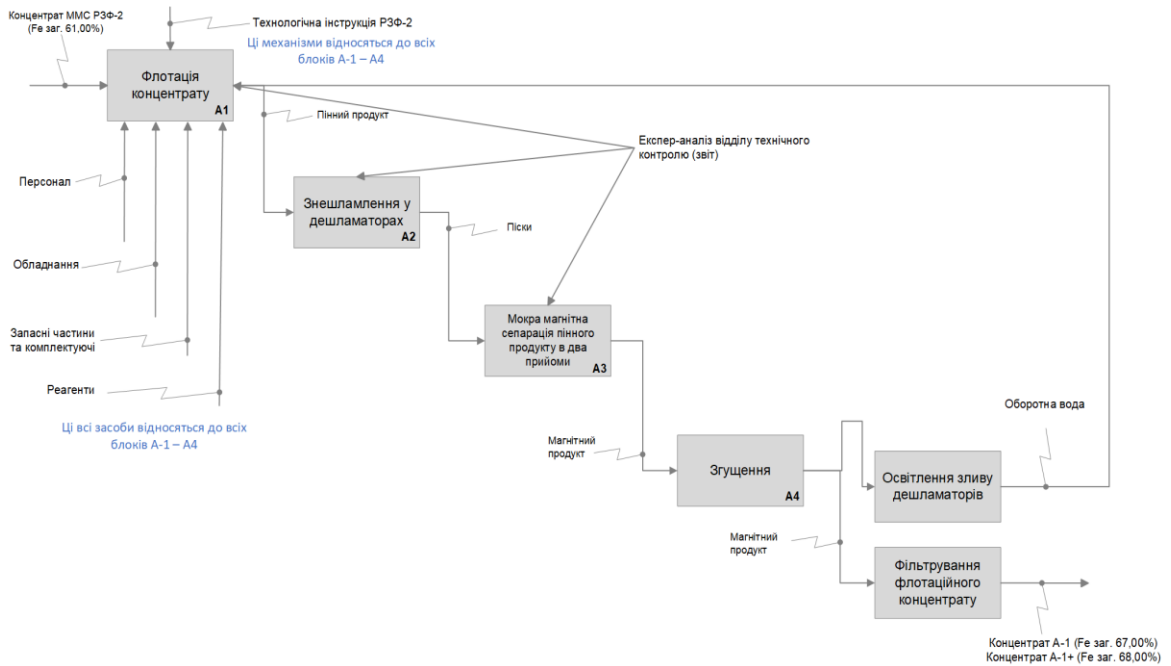 Концентрат ММС РЗФ-2
(Fe заг. 61,00%)
Технологічна інструкція РЗФ-2
Ці механізми відносяться до всіх
блоків А-1 – А4
Флотація
концентрату
A1
Пінний продукт
Експер-аналіз відділу технічного
контролю (звіт)
Персонал
Знешламлення у
дешламаторах
A2
Піски
Обладнання
Запасні частини
та комплектуючі
Мокра магнітна
сепарація пінного
продукту в два
прийоми
A3
Реагенти
Ці всі засоби відносяться до всіх
блоків А-1 – А4
Оборотна вода
Магнітний
продукт
Згущення
A4
Освітлення зливу
дешламаторів
Магнітний
продукт
Фільтрування
флотаційного
концентрату
Концентрат А-1 (Fe заг. 67,00%)
Концентрат А-1+ (Fe заг. 68,00%)